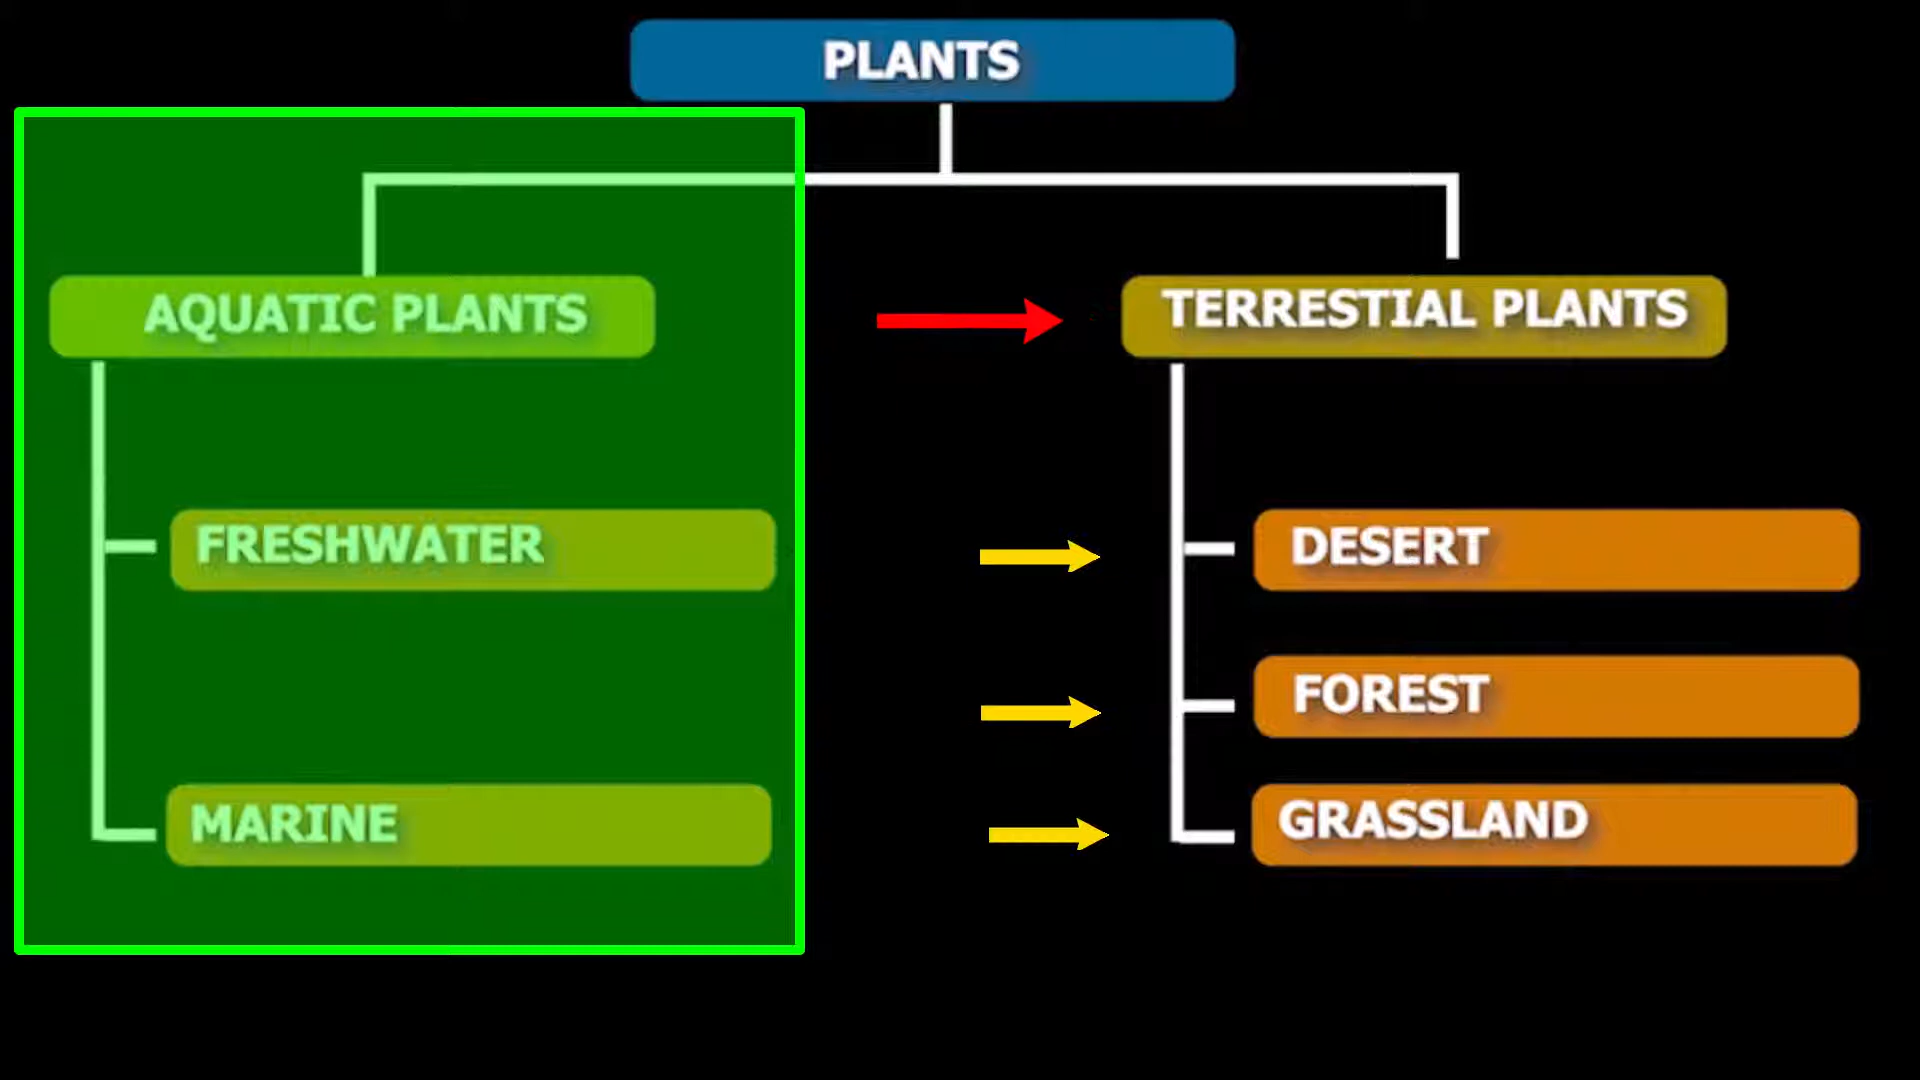 PLANTS
AQUATIC PLANTS
FRESHWATER
MARINE
TERRESTIAL PLANTS
DESERT
FOREST
GRASSLAND